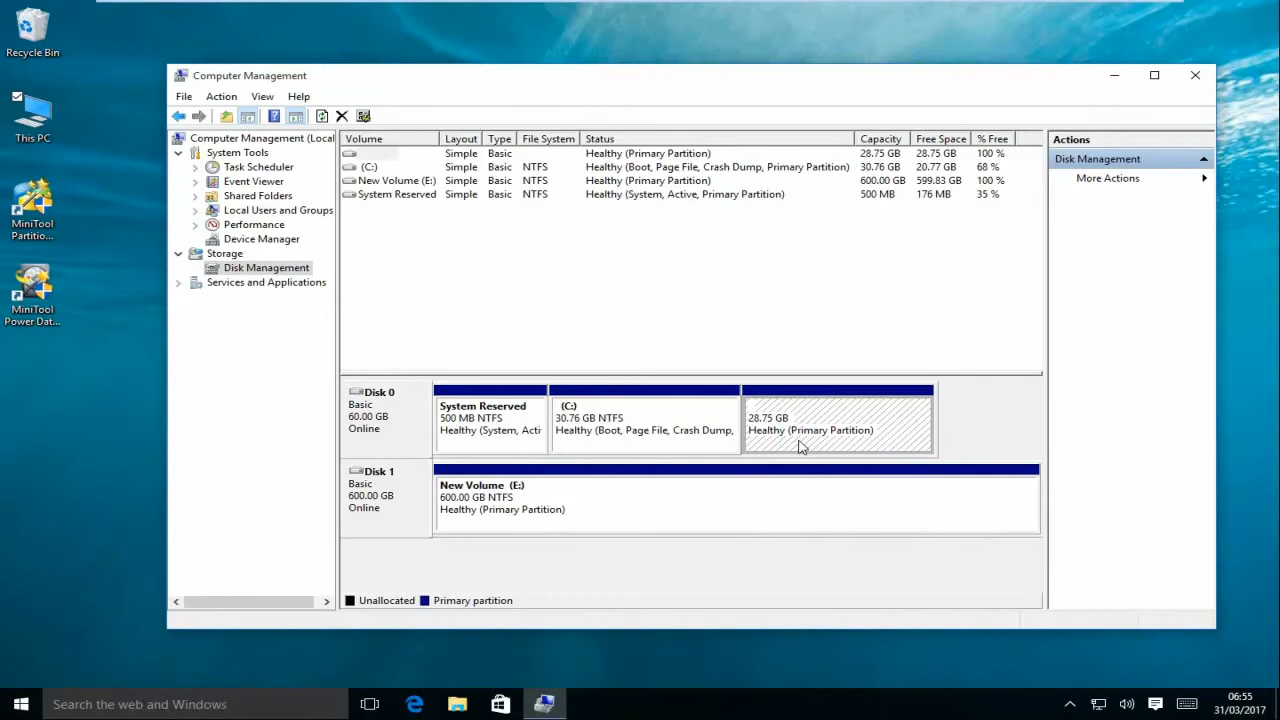 Recycle Bin
This PC
MiniTool
Partitio...
MiniTool
Power Dat...
Computer Management
File Action View Help
Computer Management (Local
System Tools
Task Scheduler
Event Viewer
Shared Folders
Local Users and Groups
Performance
Device Manager
Storage
Disk Management
Services and Applications
Volume Layout Type File System Status Capacity Free Space % Free
Simple Basic Healthy (Primary Partition) 28.75 GB 28.75 GB 100 %
(C:) Simple Basic NTFS Healthy (Boot, Page File, Crash Dump, Primary Partition) 30.76 GB 20.77 GB 68 %
New Volume (E:) Simple Basic NTFS Healthy (Primary Partition) 600.00 GB 599.83 GB 100 %
System Reserved Simple Basic NTFS Healthy (System, Active, Primary Partition) 500 MB 176 MB 35 %
Actions
Disk Management
More Actions
Disk 0
Basic
60.00 GB
Online
System Reserved
500 MB NTFS
Healthy (System, Acti
(C:)
30.76 GB NTFS
Healthy (Boot, Page File, Crash Dump,
28.75 GB
Healthy (Primary Partition)
Disk 1
Basic
600.00 GB
Online
New Volume (E:)
600.00 GB NTFS
Healthy (Primary Partition)
Unallocated Primary partition
Search the web and Windows
06:55
31/03/2017